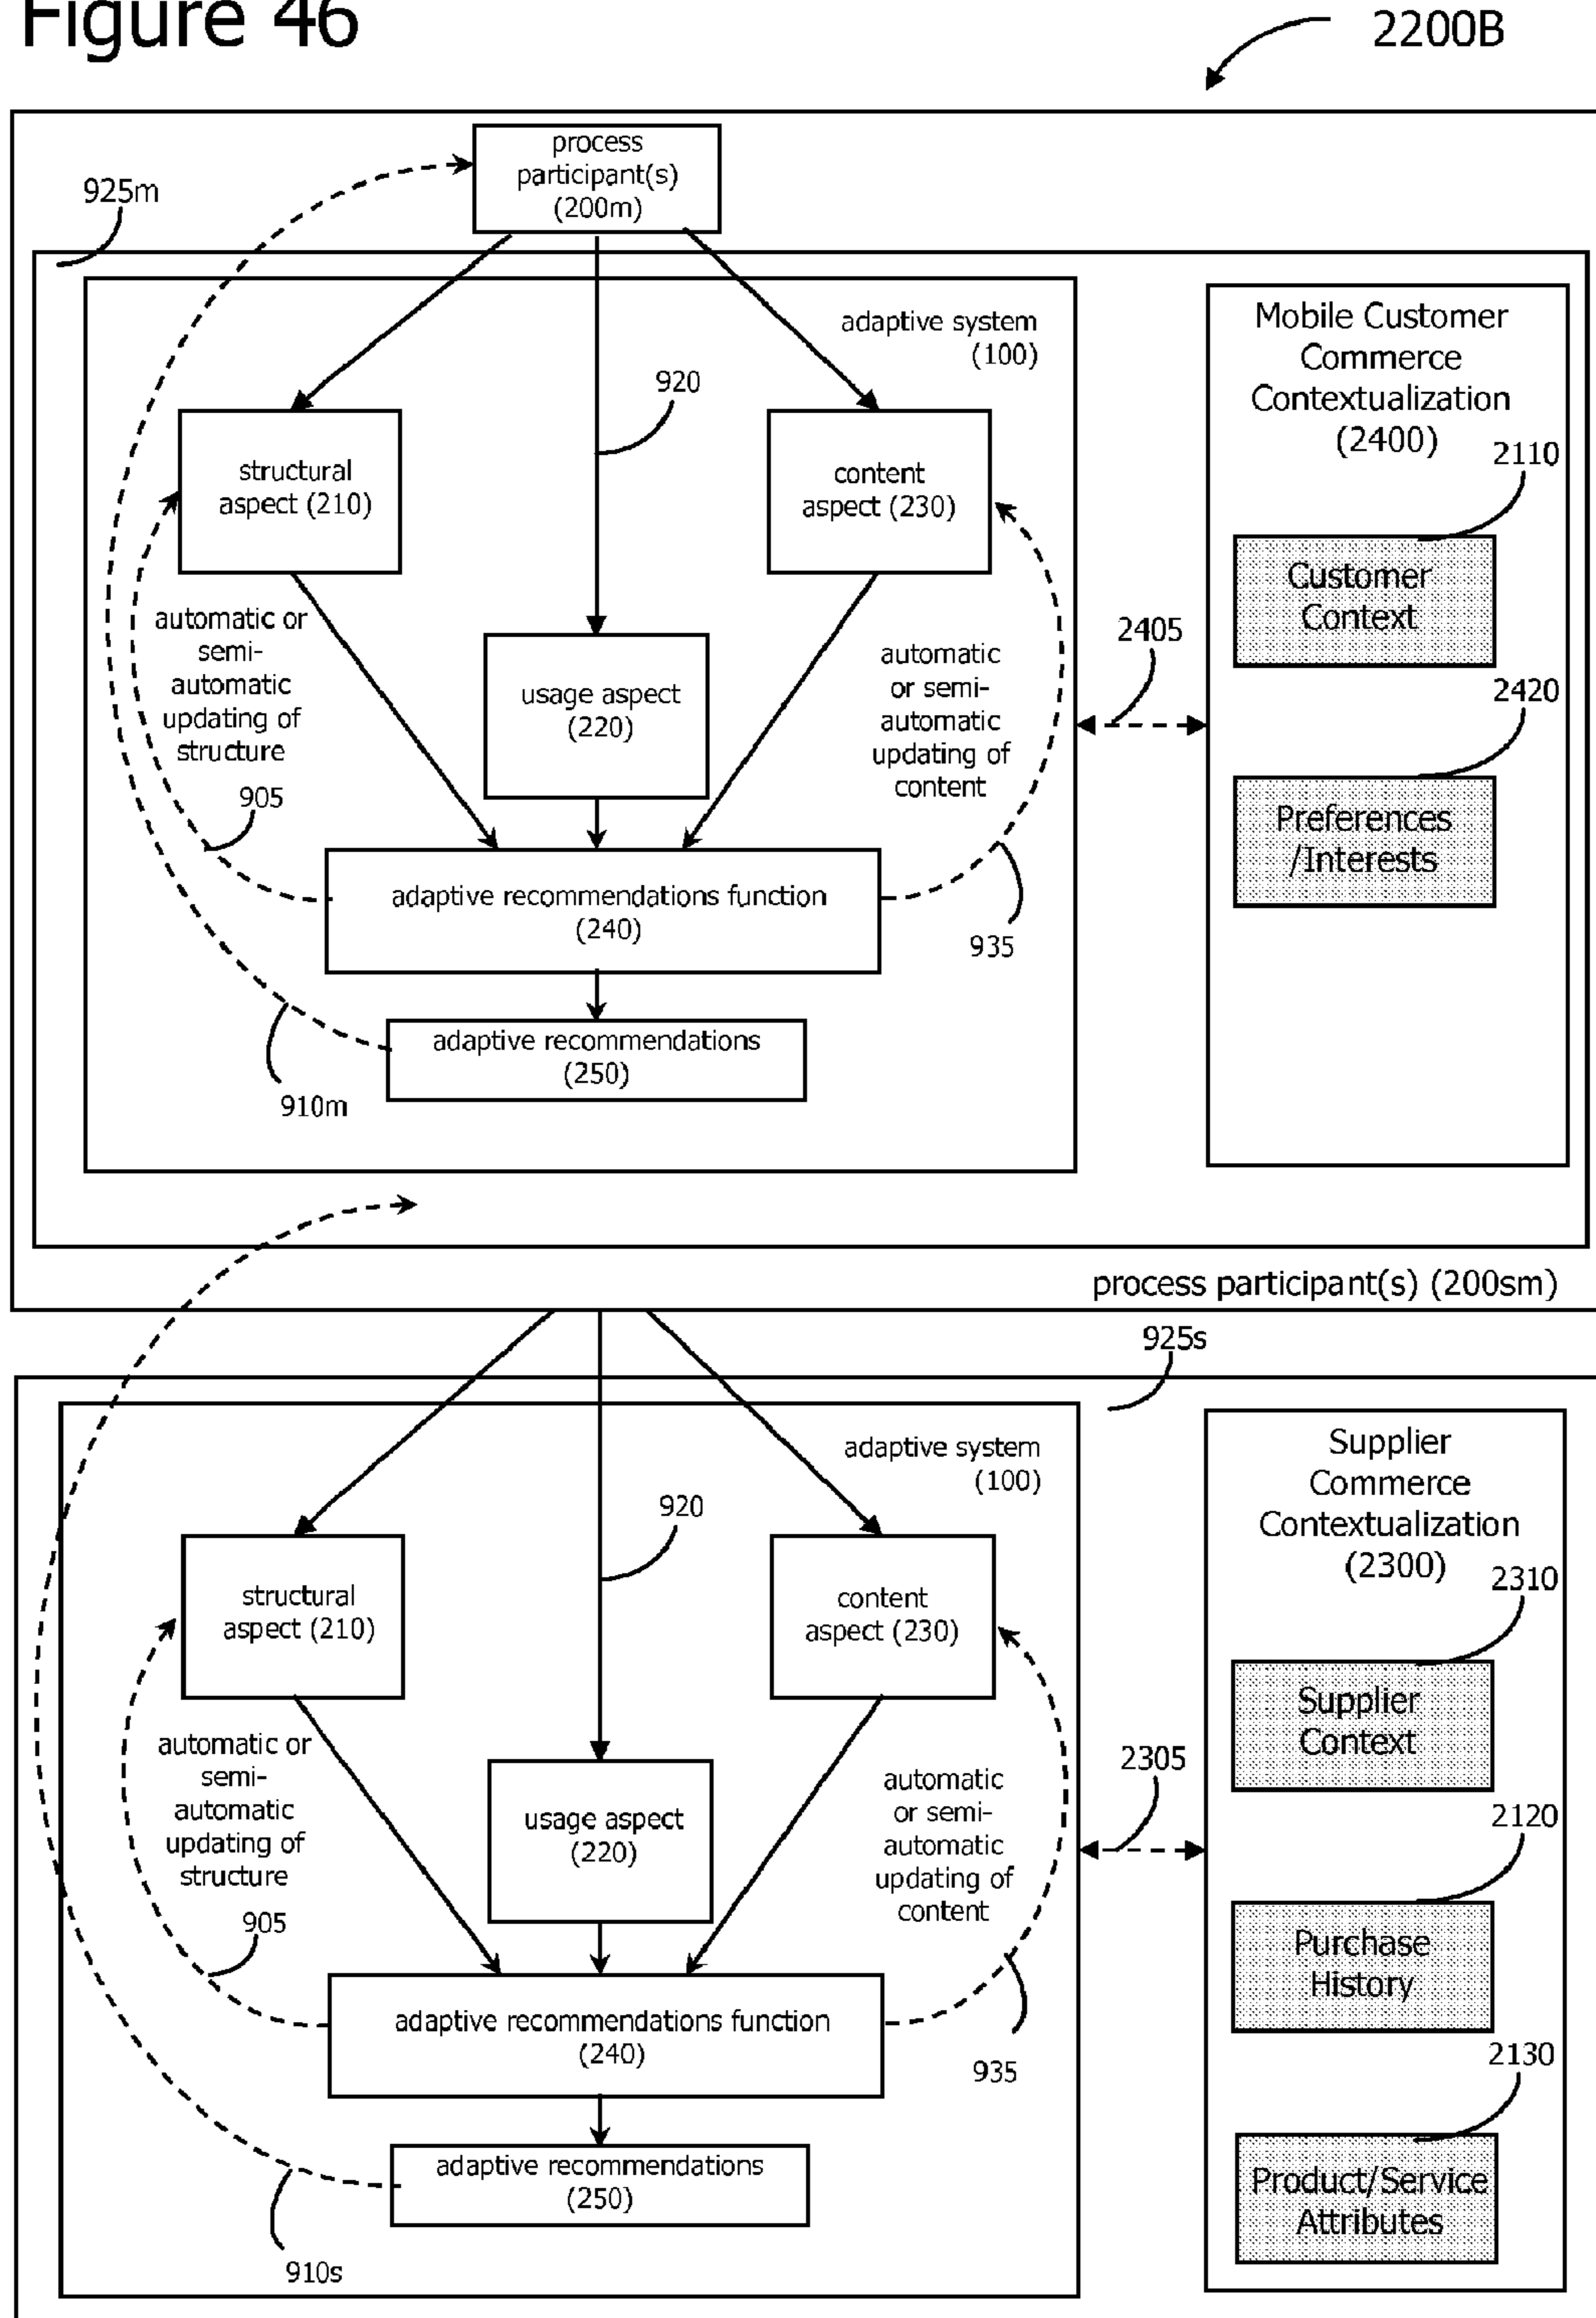 Figure 46
2200B
process
participant(s)
(200m)
925m
adaptive system
(100)
920
structural
aspect (210)
content
aspect (230)
automatic or
semi-
automatic
updating of
structure
905
usage aspect
(220)
automatic
or semi-
automatic
updating of
content
adaptive recommendations function
(240)
935
adaptive recommendations
(250)
910m
2405
Mobile Customer
Commerce
Contextualization
(2400)
2110
Customer
Context
2420
Preferences
/Interests
process participant(s) (200sm)
925s
adaptive system
(100)
920
structural
aspect (210)
content
aspect (230)
automatic or
semi-
automatic
updating of
structure
905
usage aspect
(220)
automatic
or semi-
automatic
updating of
content
adaptive recommendations function
(240)
935
adaptive recommendations
(250)
910s
2305
Supplier
Commerce
Contextualization
(2300)
2310
Supplier
Context
2120
Purchase
History
2130
Product/Service
Attributes